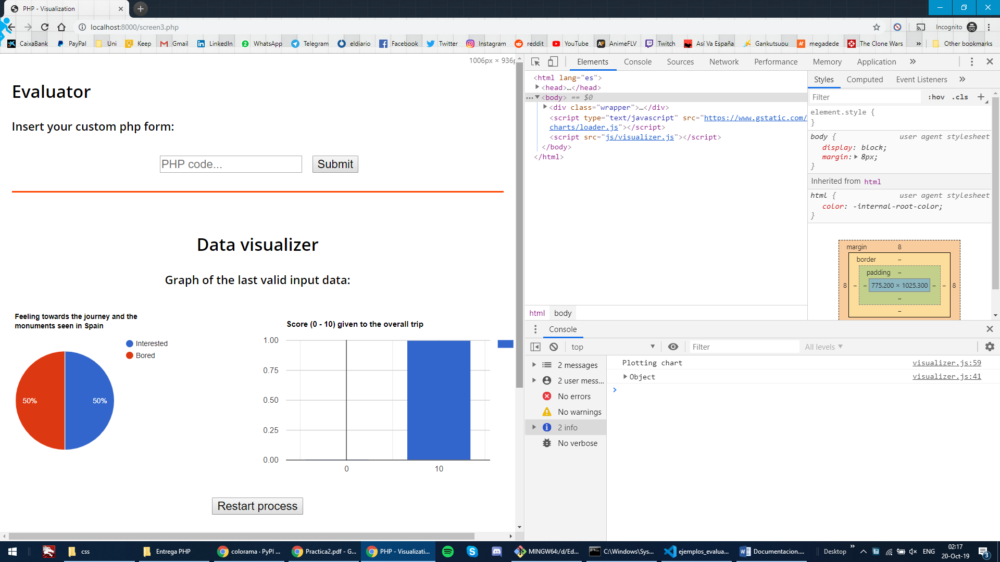 PHP - Visualization
localhost:8000/screen3.php
Incognito
CaixaBank PayPal Uni Keep Gmail LinkedIn WhatsApp Telegram eldiario Facebook Twitter Instagram reddit YouTube AnimeFLV Twitch Así Va España Gankutsuou megadede The Clone Wars » Other bookmarks
1006px × 936p
Evaluator
Insert your custom php form:
PHP code... Submit
Data visualizer
Graph of the last valid input data:
Feeling towards the journey and the
monuments seen in Spain
Interested
Bored
50% 50%
Score (0 - 10) given to the overall trip
1.00
0.75
0.50
0.25
0.00
0 10
Restart process
Elements Console Sources Network Performance Memory Application »
<html lang="es">
<head>…</head>
<body> == $0
<div class="wrapper">…</div>
<script type="text/javascript" src="https://www.gstatic.com/
charts/loader.js"></script>
<script src="js/visualizer.js"></script>
</body>
</html>
html body
Styles Computed Event Listeners »
Filter :hov .cls +
element.style {
}
body { user agent stylesheet
display: block;
margin: 8px;
}
Inherited from html
html { user agent stylesheet
color: -internal-root-color;
}
margin 8
border –
padding –
8 – – 775.200 × 1025.300 – – 8
–
–
Console
top Filter All levels
2 messages
2 user mess...
No errors
No warnings
2 info
No verbose
Plotting chart visualizer.js:59
Object visualizer.js:41
css Entrega PHP colorama · PyPI ... Practica2.pdf - G... PHP - Visualizati... MINGW64:/d/Ed... C:\Windows\Sys... ejemplos_evalua... Documentacion.... Desktop » ENG
02:17
20-Oct-19
3